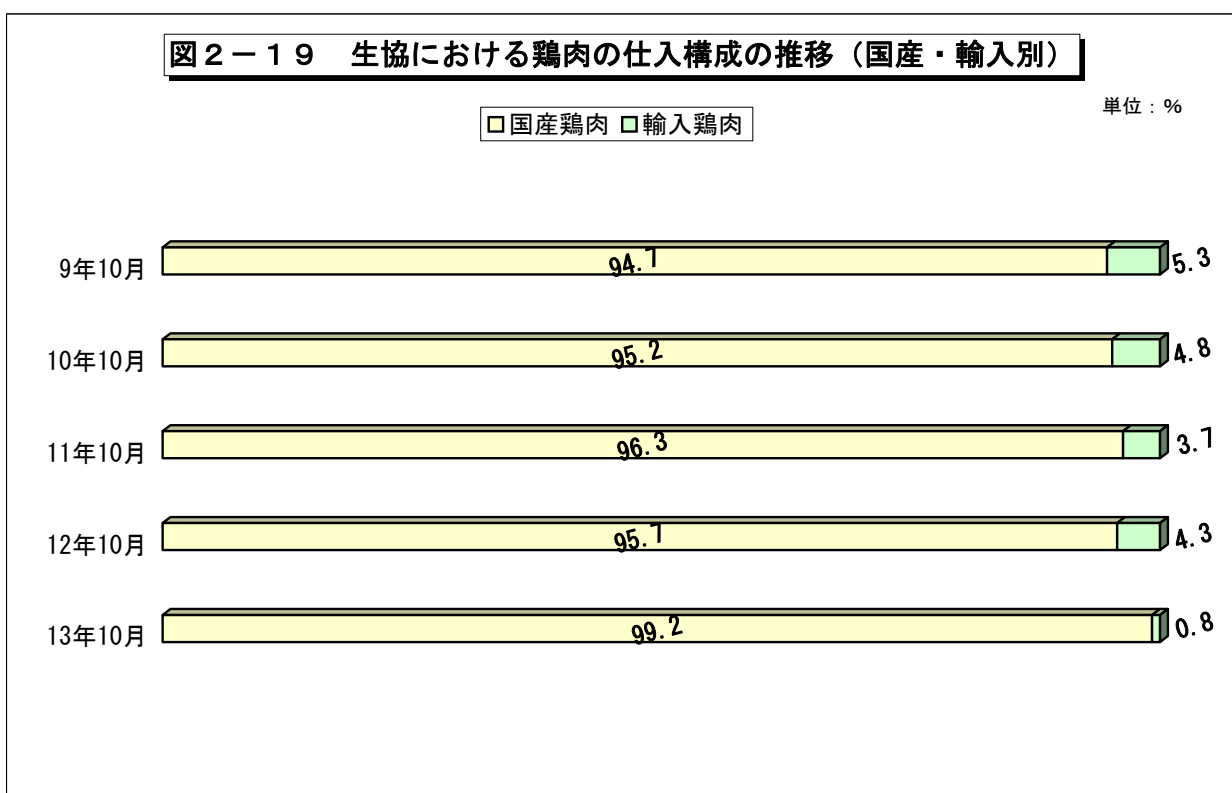 図２－１９　生協における鶏肉の仕入構成の推移（国産・輸入別）
単位：%
国産鶏肉 輸入鶏肉
9年10月 94.7 5.3
10年10月 95.2 4.8
11年10月 96.3 3.7
12年10月 95.7 4.3
13年10月 99.2 0.8